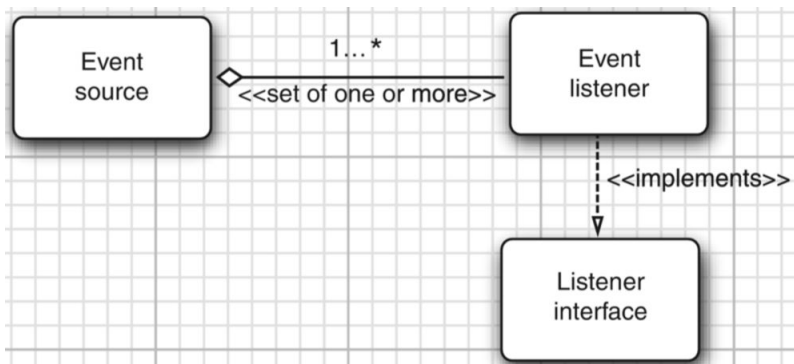 Event
source
1...*
<<set of one or more>>
Event
listener
<<implements>>
Listener
interface